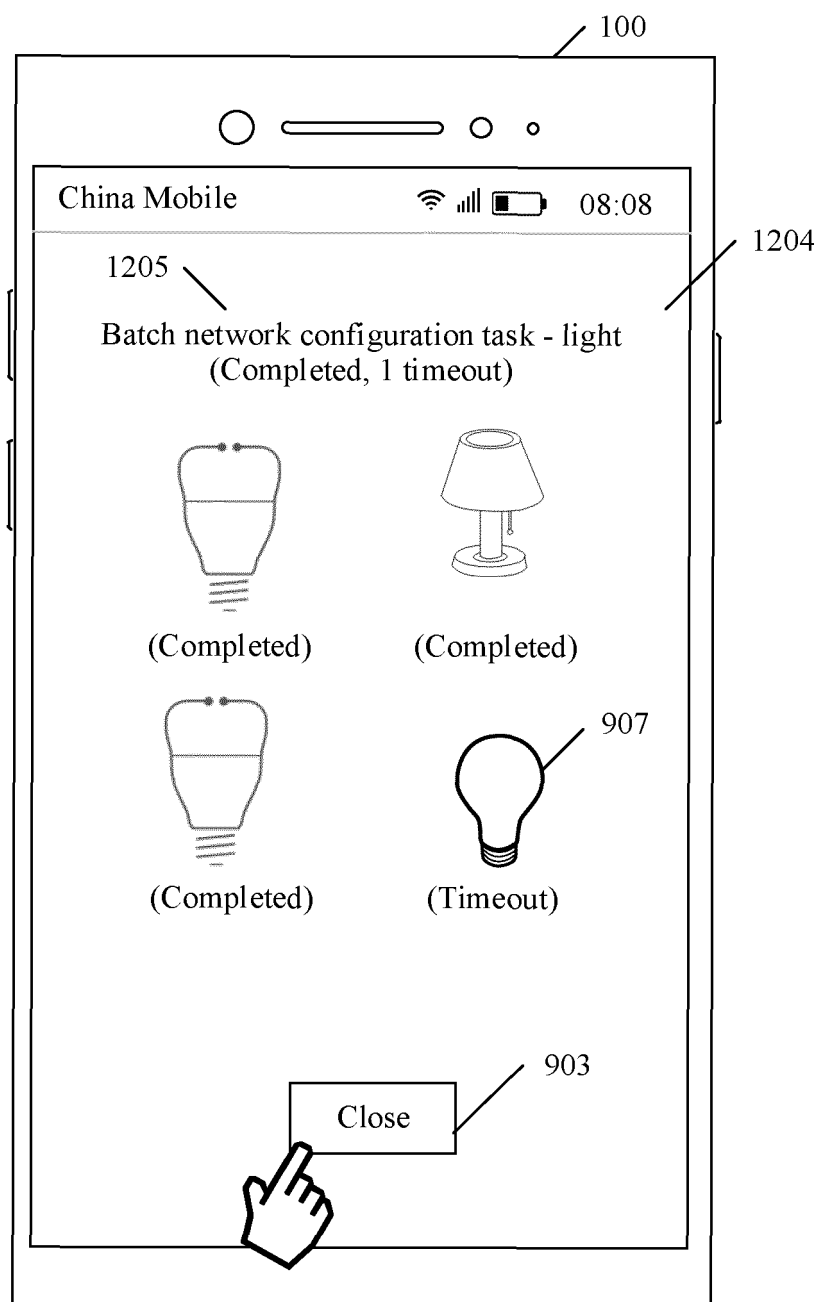 100
China Mobile 08:08
1204
1205
Batch network configuration task - light
(Completed, 1 timeout)
(Completed) (Completed)
907
(Completed) (Timeout)
903
Close